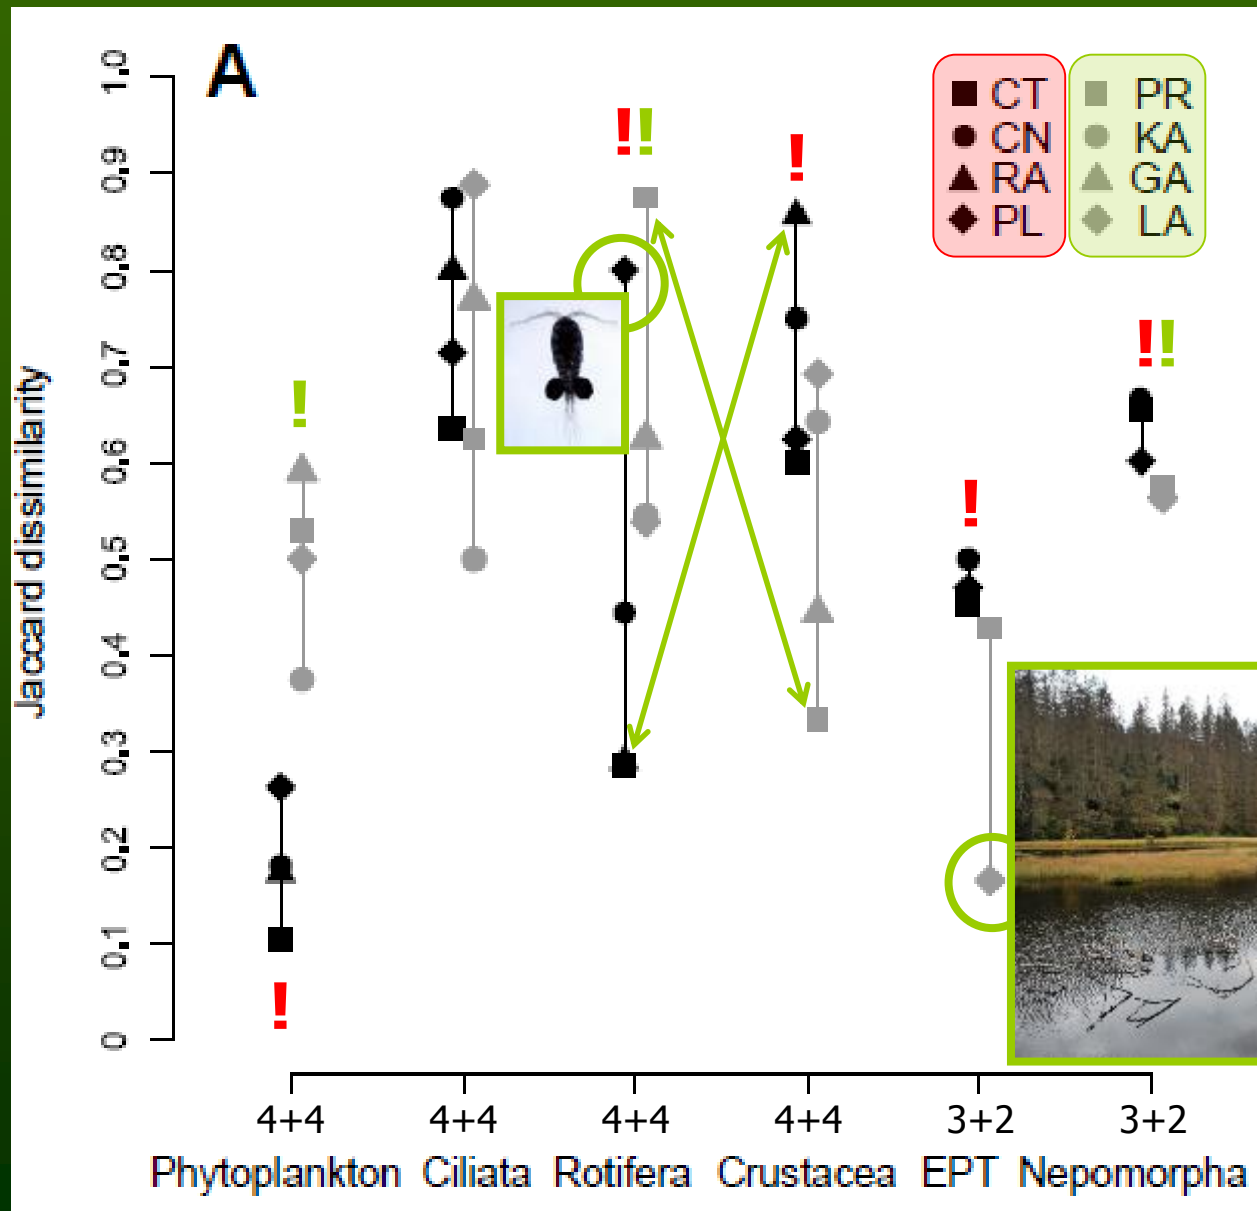 A
CT PR
CN KA
RA GA
PL LA
! ! ! ! ! ! ! ! !
Jaccard dissimilarity
1.0
0.9
0.8
0.7
0.6
0.5
0.4
0.3
0.2
0.1
0
4+4 4+4 4+4 4+4 3+2 3+2
Phytoplankton Ciliata Rotifera Crustacea EPT Nepomorpha